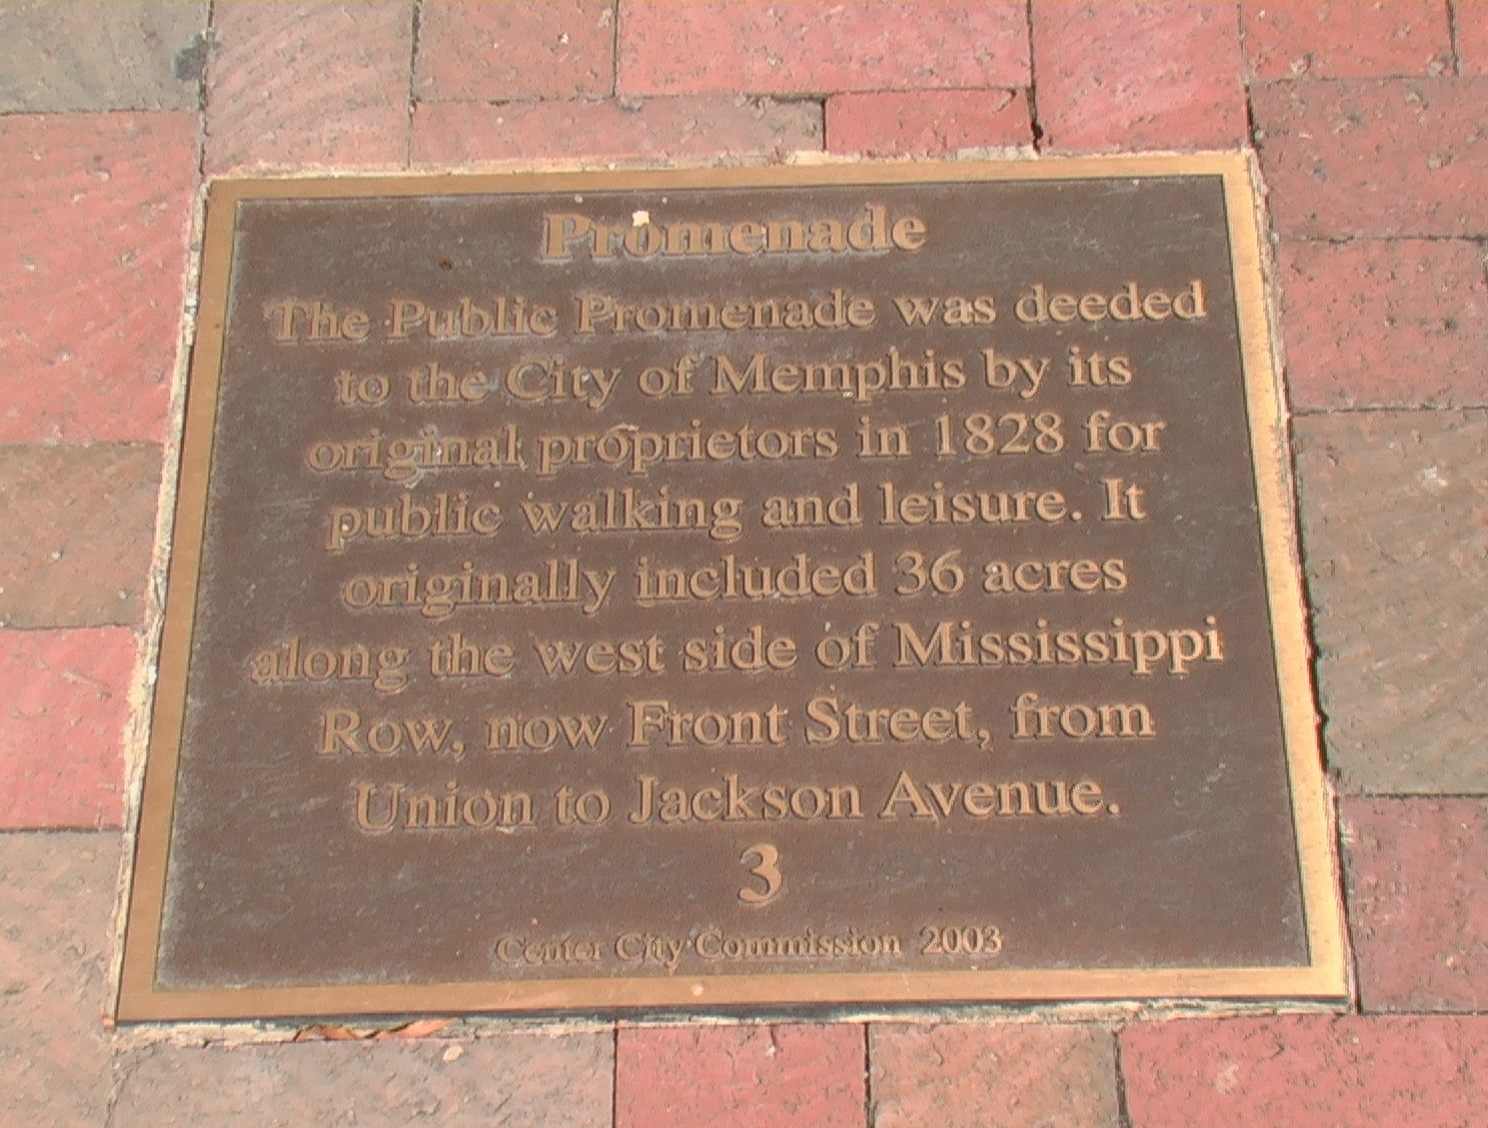 Promenade
The Public Promenade was deeded
to the City of Memphis by its
original proprietors in 1828 for
public walking and leisure. It
originally included 36 acres
along the west side of Mississippi
Row, now Front Street, from
Union to Jackson Avenue.
3
Center City Commission 2003